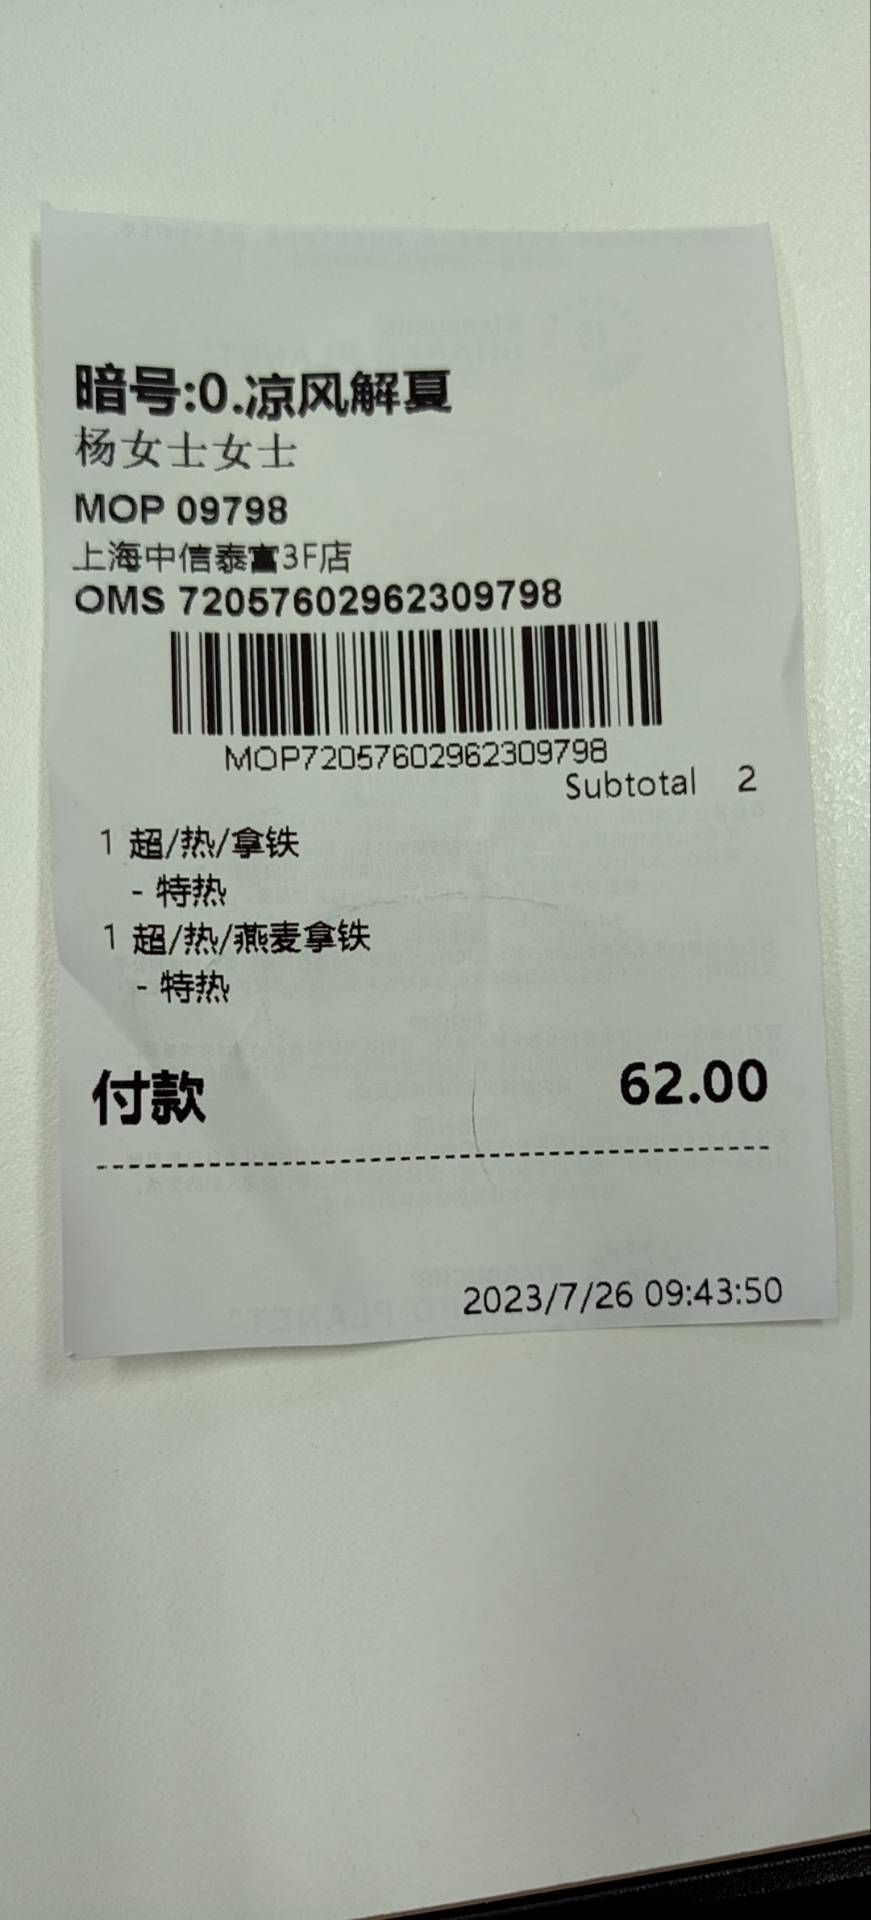 暗号:0.凉风解夏
杨女士女士
MOP 09798
上海中信泰富3F店
OMS 72057602962309798
MOP72057602962309798
Subtotal 2
1 超/热/拿铁
- 特热
1 超/热/燕麦拿铁
- 特热
付款 62.00
2023/7/26 09:43:50